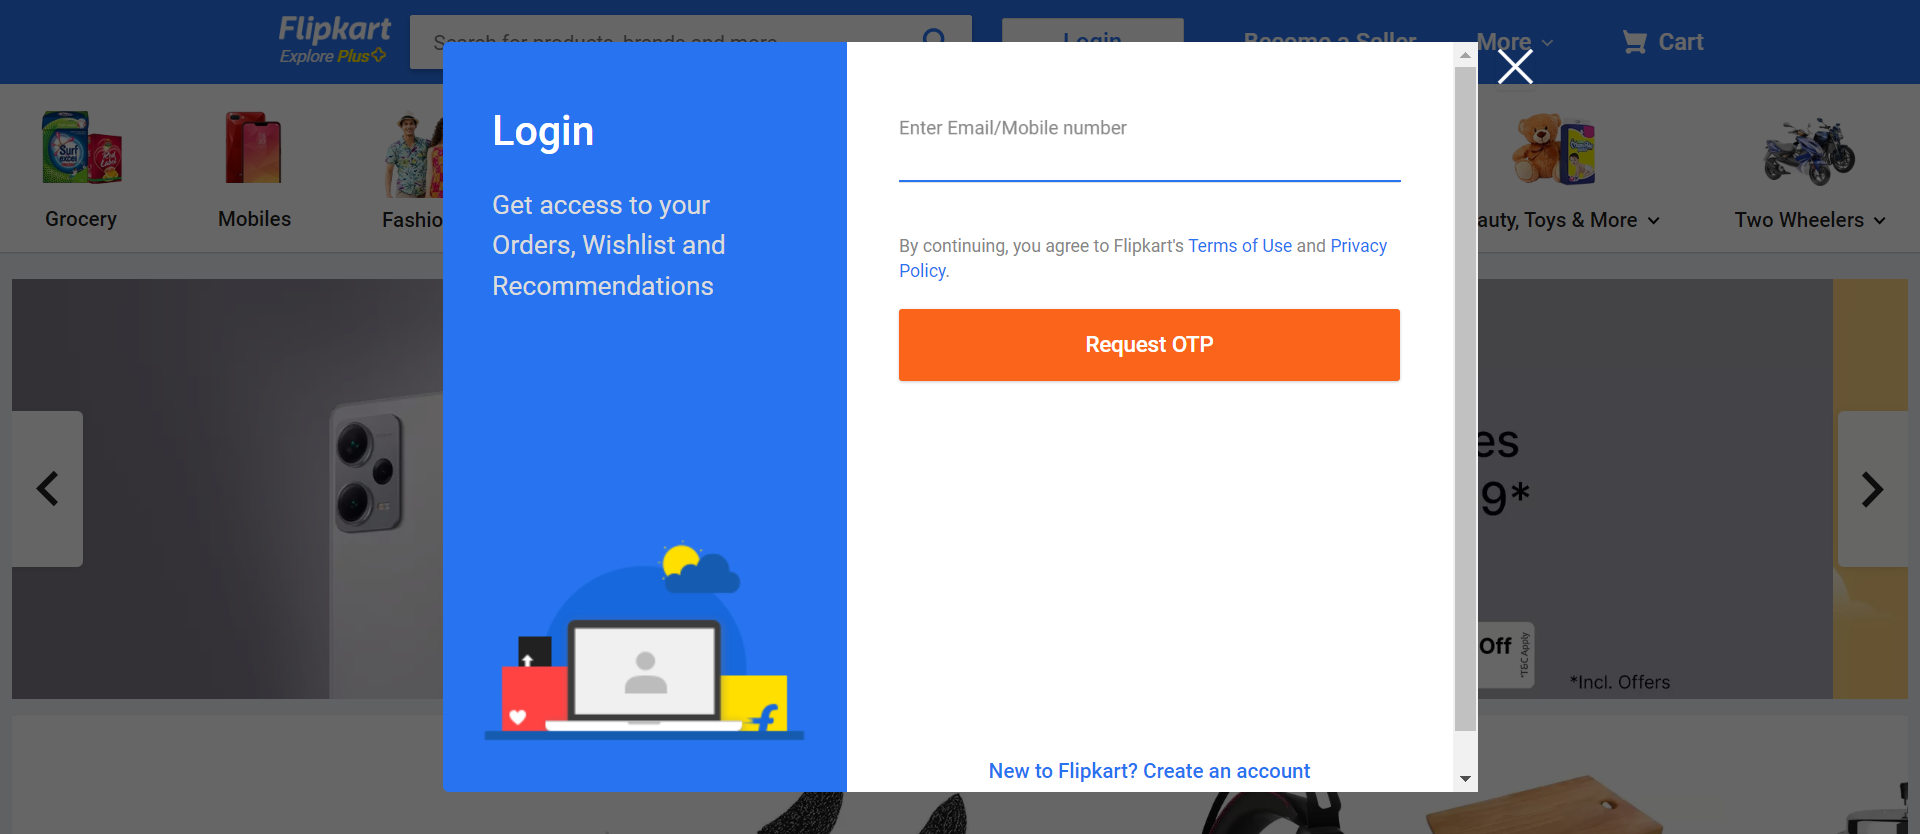 Flipkart
Explore Plus
Search for products, brands and more
Login
Become a Seller
More
Cart
Surf excel
Grocery
Mobiles
Fashio
auty, Toys & More
Two Wheelers
Login
Get access to your
Orders, Wishlist and
Recommendations
Enter Email/Mobile number
By continuing, you agree to Flipkart's Terms of Use and Privacy
Policy.
Request OTP
New to Flipkart? Create an account
es
9*
Off
*T&C Apply
*Incl. Offers